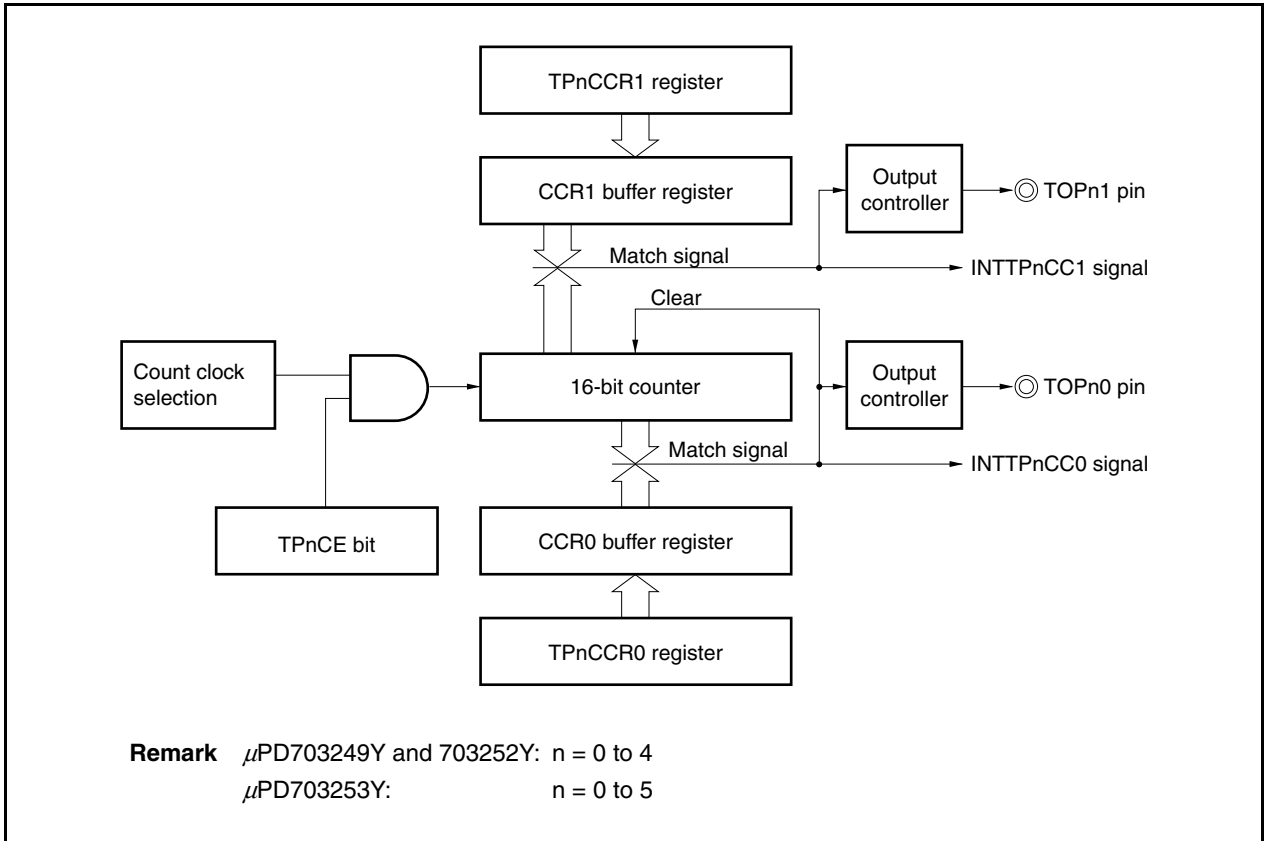 TPnCCR1 register
CCR1 buffer register
Output
controller
TOPn1 pin
Match signal
INTTPnCC1 signal
Clear
Count clock
selection
16-bit counter
Output
controller
TOPn0 pin
Match signal
INTTPnCC0 signal
TPnCE bit
CCR0 buffer register
TPnCCR0 register
Remark μPD703249Y and 703252Y: n = 0 to 4
μPD703253Y: n = 0 to 5